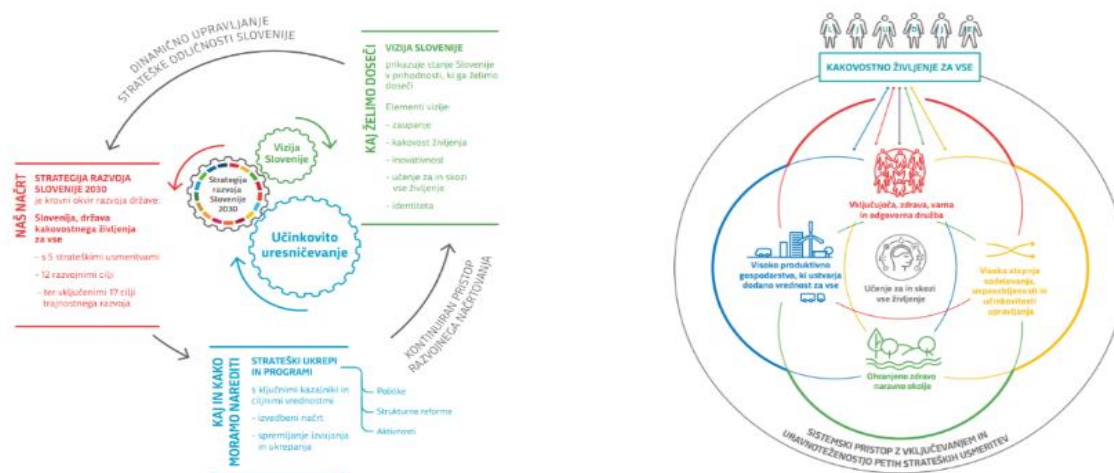 DINAMIČNO UPRAVLJANJE
STRATEŠKE ODLIČNOSTI SLOVENIJE
KAJ ŽELIMO DOSEČI
VIZIJA SLOVENIJE
prikazuje stanje Slovenije
v prihodnosti, ki ga želimo
doseči
Elementi vizije:
- zaupanje
- kakovost življenja
- inovativnost
- učenje za in skozi
vse življenje
- identiteta
Vizija
Slovenije
Strategija
razvoja
Slovenije
2030
Učinkovito
uresničevanje
NAŠ NAČRT
STRATEGIJA RAZVOJA
SLOVENIJE 2030
je krovni okvir razvoja države:
Slovenija, država
kakovostnega življenja
za vse
- s 5 strateškimi usmeritvami
- 12 razvojnimi cilji
- ter vključenimi 17 cilji
trajnostnega razvoja
KONTINUIRAN PRISTOP
RAZVOJNEGA NAČRTOVANJA
KAJ IN KAKO
MORAMO NAREDITI
STRATEŠKI UKREPI
IN PROGRAMI
s ključnimi kazalniki in
ciljnimi vrednostmi
- izvedbeni načrt
- spremljanje izvajanja
in ukrepanja
Politike
Strukturne reforme
Aktivnosti
L J U D J E
KAKOVOSTNO ŽIVLJENJE ZA VSE
Vključujoča, zdrava, varna
in odgovorna družba
Visoko produktivno
gospodarstvo, ki ustvarja
dodano vrednost za vse
Učenje za in skozi
vse življenje
Visoka stopnja
sodelovanja,
usposobljenosti in
učinkovitosti
upravljanja
Ohranjeno zdravo
naravno okolje
SISTEMSKI PRISTOP Z VKLJUČEVANJEM IN
URAVNOTEŽENOSTJO PETIH STRATEŠKIH USMERITEV